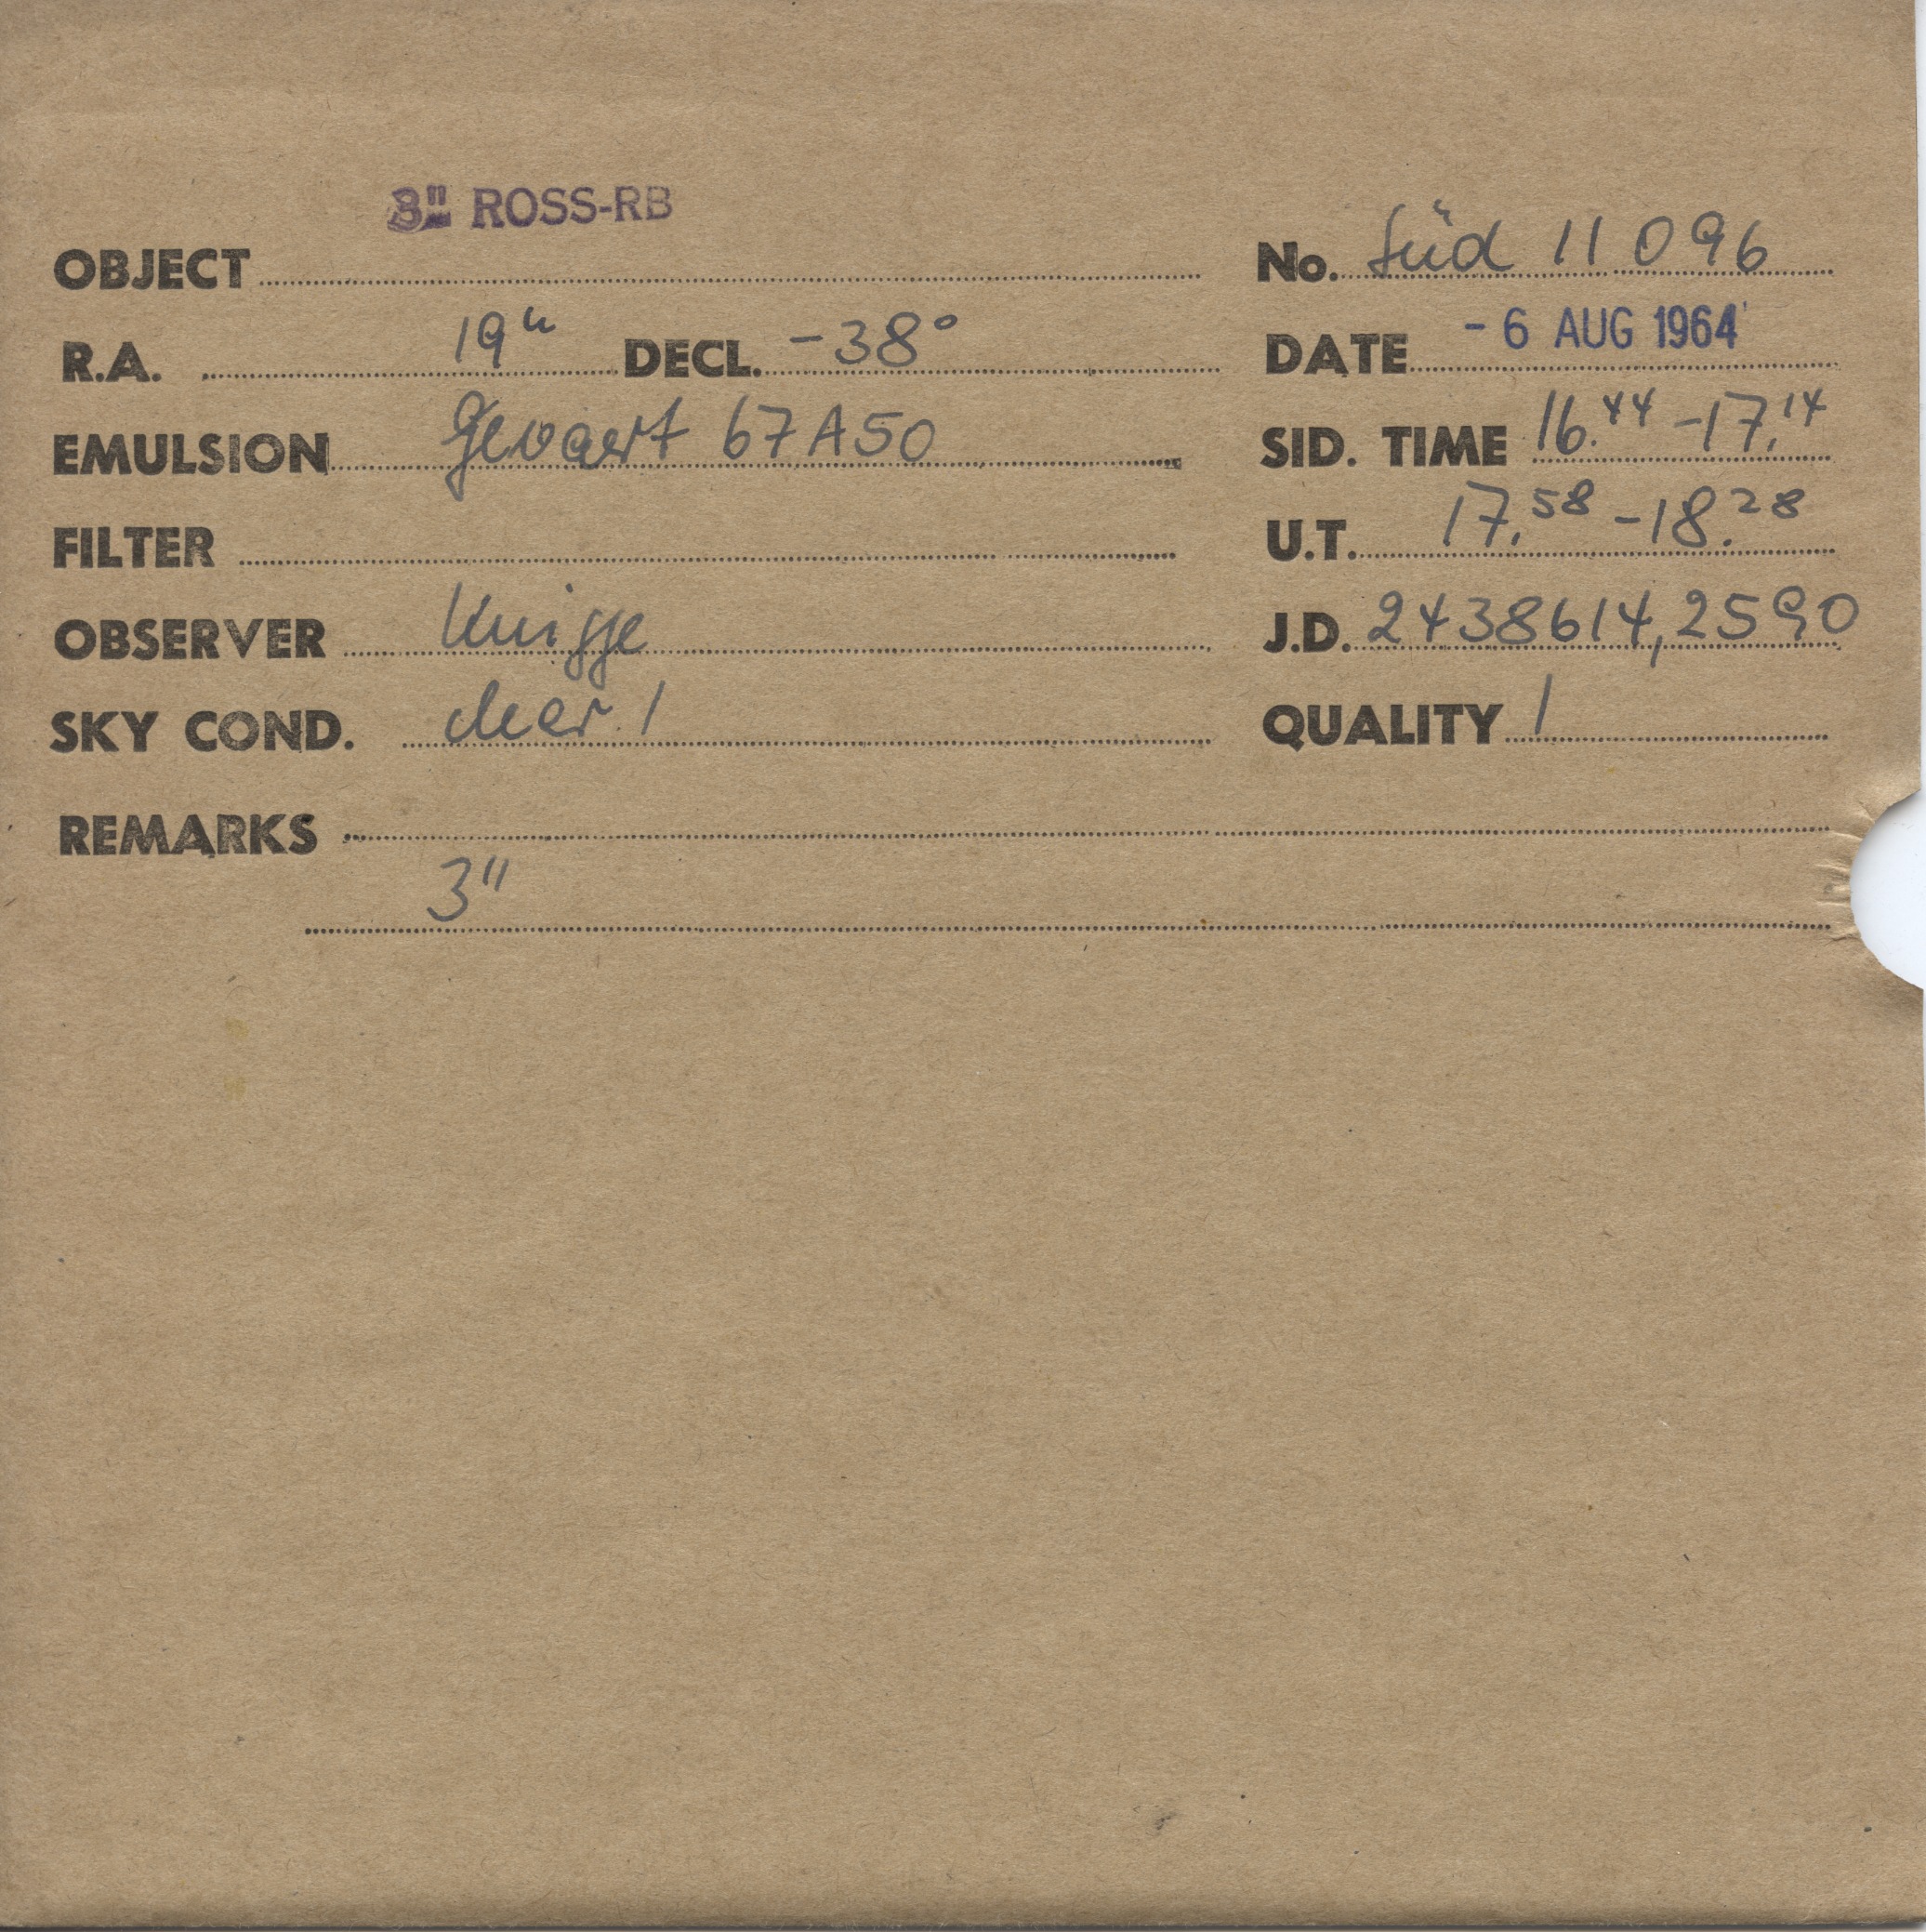 3" ROSS-RB
OBJECT No. Süd 11 096
R.A. 19h DECL. -38° DATE - 6 AUG 1964
EMULSION Gevaert 67A50 SID. TIME 16.44 -17.14
FILTER U.T. 17.58 -18.28
OBSERVER Knigge J.D. 2438614,2590
SKY COND. clear 1 QUALITY 1
REMARKS
3"